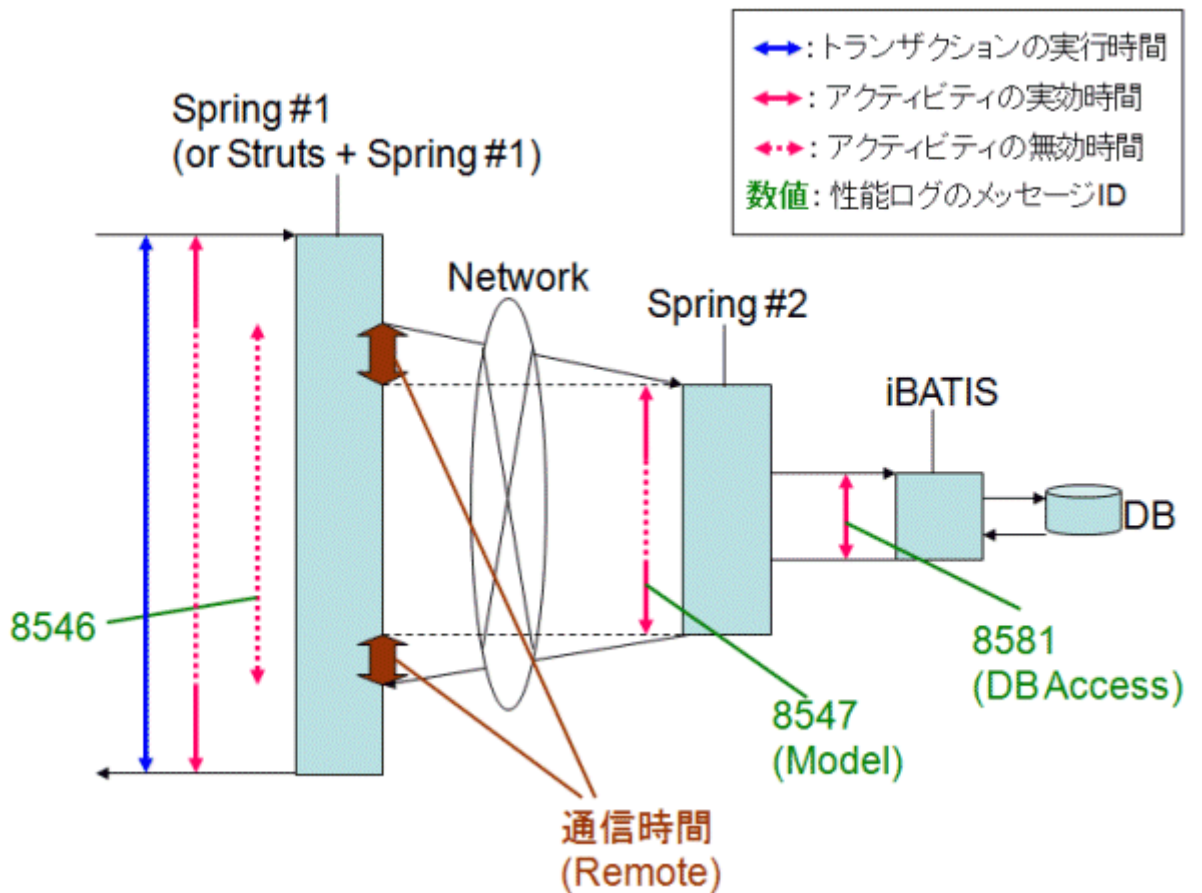 : トランザクションの実行時間
: アクティビティの実効時間
: アクティビティの無効時間
数値: 性能ログのメッセージID
Spring #1
(or Struts + Spring #1)
Network
Spring #2
iBATIS
DB
8546
8581
(DB Access)
8547
(Model)
通信時間
(Remote)